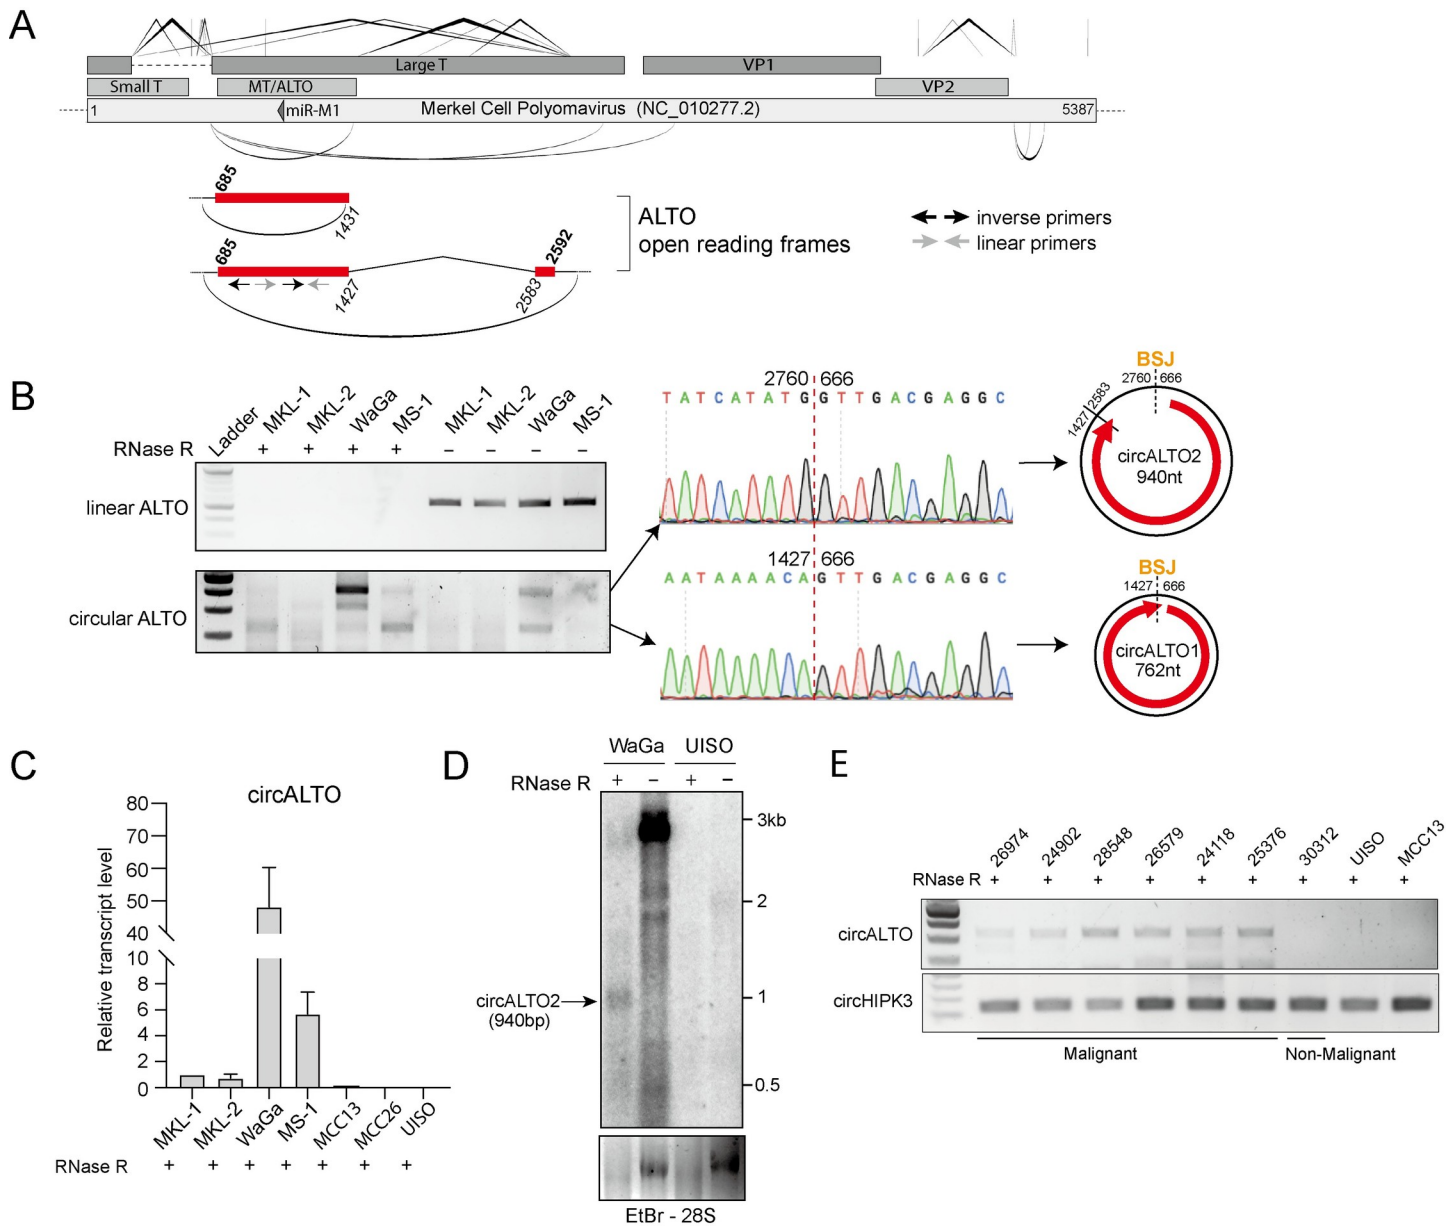 A
Large T
VP1
Small T
MT/ALTO
VP2
1
miR-M1
Merkel Cell Polyomavirus (NC_010277.2)
5387
685
1431
685
1427
2583
2592
ALTO
open reading frames
inverse primers
linear primers
B
Ladder
MKL-1
MKL-2
WaGa
MS-1
MKL-1
MKL-2
WaGa
MS-1
RNase R
+ + + + – – – –
linear ALTO
circular ALTO
2760 666
T A T C A T A T G G T T G A C G A G G C
1427 666
A A T A A A A C A G T T G A C G A G G C
BSJ
2760 666
1427 2583
circALTO2
940nt
BSJ
1427 666
circALTO1
762nt
C
circALTO
Relative transcript level
80
70
60
50
40
10
8
6
4
2
0
MKL-1
MKL-2
WaGa
MS-1
MCC13
MCC26
UISO
RNase R + + + + + + +
D
WaGa UISO
RNase R + – + –
3kb
2
1
0.5
circALTO2
(940bp)
EtBr - 28S
E
26974
24902
28548
26579
24118
25376
30312
UISO
MCC13
RNase R + + + + + + + + +
circALTO
circHIPK3
Malignant
Non-Malignant